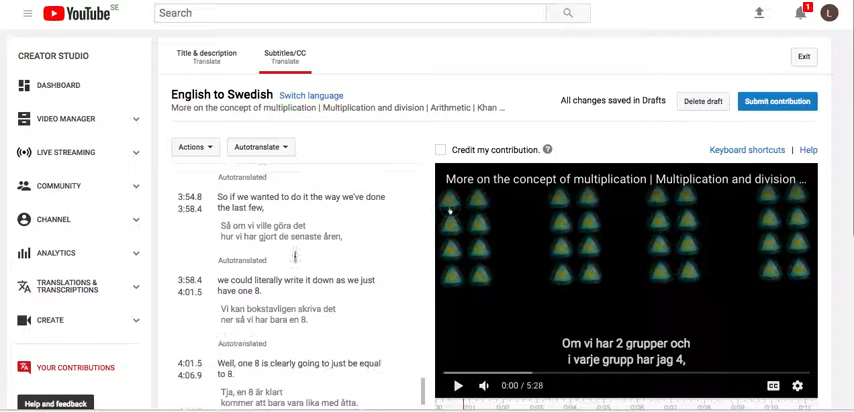 YouTube SE
Search
1
L
CREATOR STUDIO
DASHBOARD
VIDEO MANAGER
LIVE STREAMING
COMMUNITY
CHANNEL
ANALYTICS
TRANSLATIONS &
TRANSCRIPTIONS
CREATE
YOUR CONTRIBUTIONS
Help and feedback
Title & description
Translate
Subtitles/CC
Translate
Exit
English to Swedish Switch language
More on the concept of multiplication | Multiplication and division | Arithmetic | Khan ...
All changes saved in Drafts
Delete draft
Submit contribution
Actions
Autotranslate
Credit my contribution. ?
Keyboard shortcuts | Help
Autotranslated
3:54.8 So if we wanted to do it the way we've done
3:58.4 the last few,
Så om vi ville göra det
hur vi har gjort de senaste åren,
Autotranslated
3:58.4 we could literally write it down as we just
4:01.5 have one 8.
Vi kan bokstavligen skriva det
ner så vi har bara en 8.
Autotranslated
4:01.5 Well, one 8 is clearly going to just be equal
4:06.9 to 8.
Tja, en 8 är klart
kommer att bara vara lika med åtta.
More on the concept of multiplication | Multiplication and division ...
Om vi har 2 grupper och
i varje grupp har jag 4,
0:00 / 5:28
CC